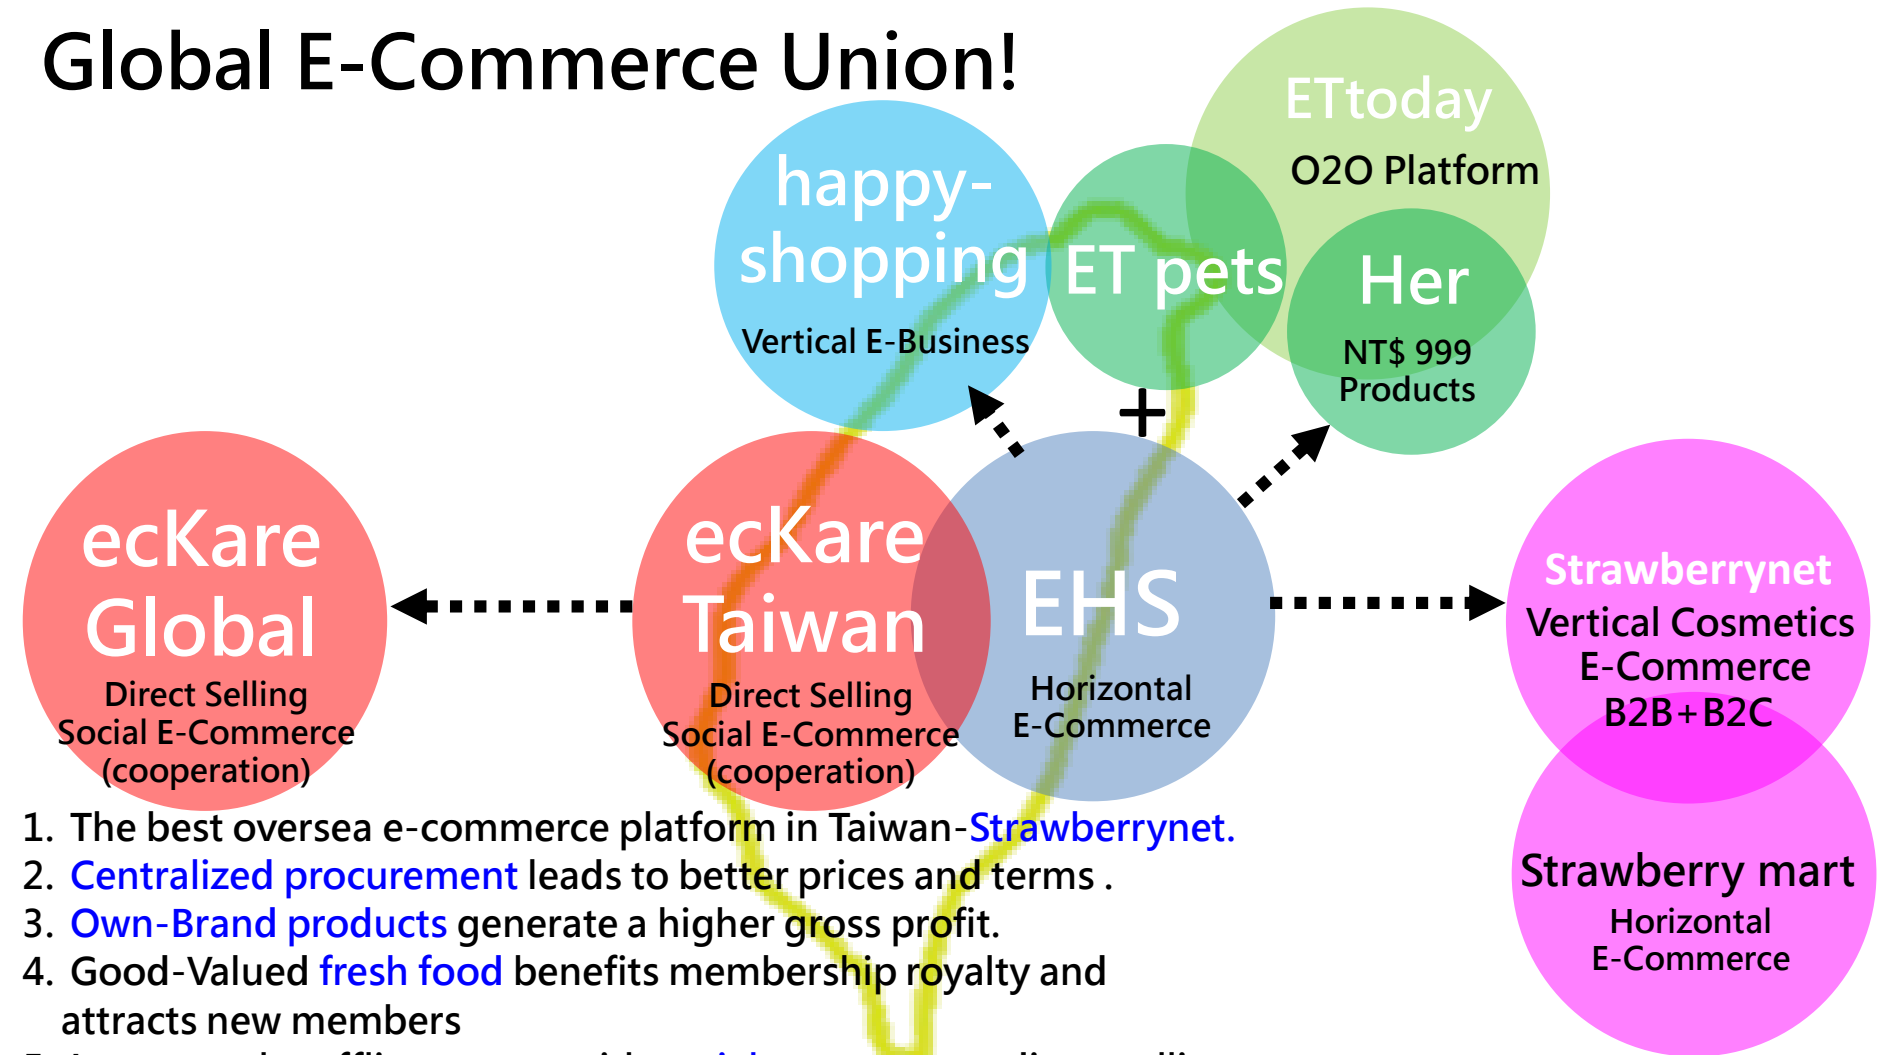 Global E-Commerce Union!
ETtoday
O2O Platform
happy-
shopping
Vertical E-Business
ET pets
Her
NT$ 999
Products
+
ecKare
Global
Direct Selling
Social E-Commerce
(cooperation)
ecKare
Taiwan
Direct Selling
Social E-Commerce
(cooperation)
EHS
Horizontal
E-Commerce
Strawberrynet
Vertical Cosmetics
E-Commerce
B2B+B2C
Strawberry mart
Horizontal
E-Commerce
1. The best oversea e-commerce platform in Taiwan-Strawberrynet.
2. Centralized procurement leads to better prices and terms .
3. Own-Brand products generate a higher gross profit.
4. Good-Valued fresh food benefits membership royalty and
attracts new members